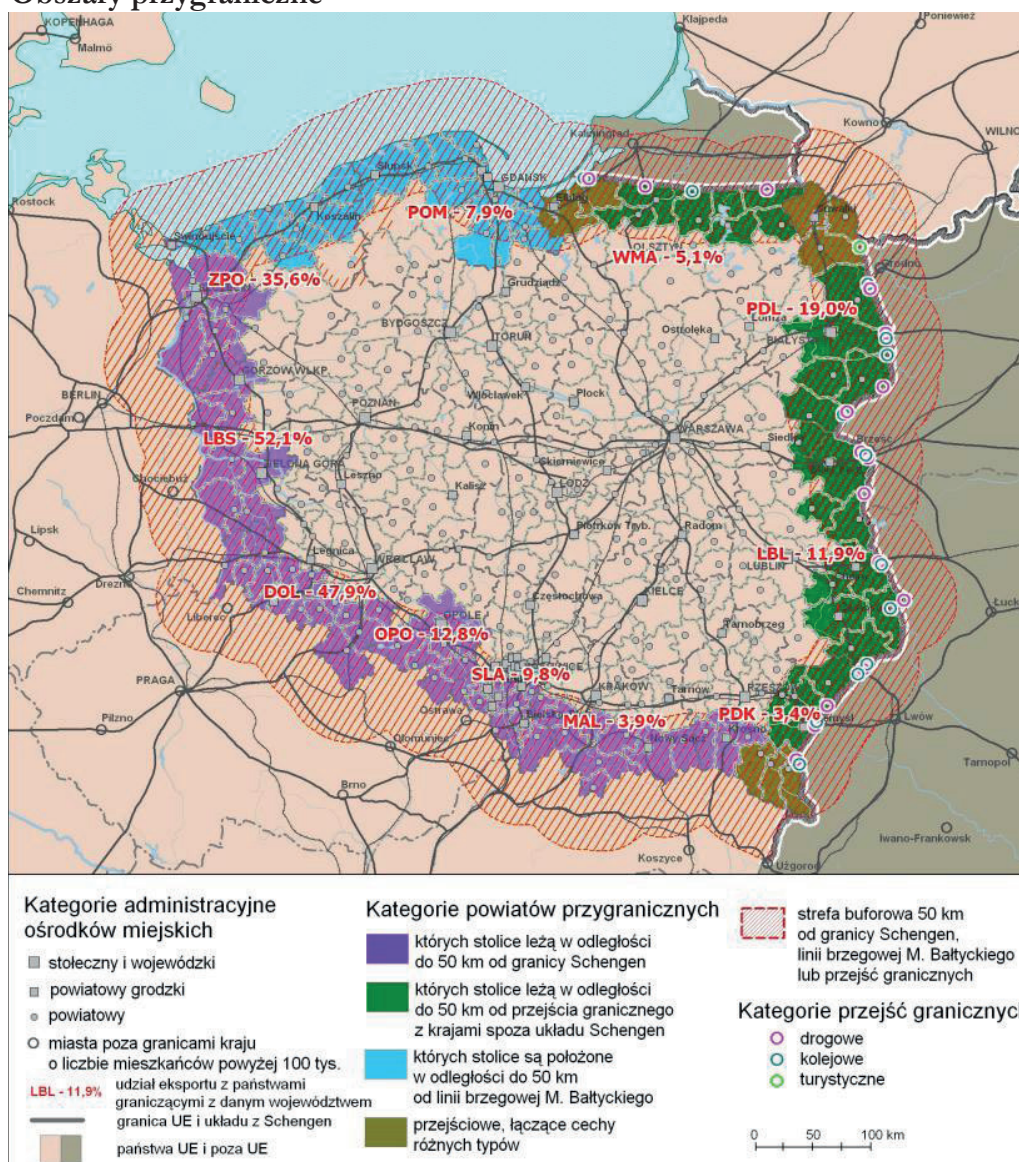 Obszary przygraniczne
KOPENHAGA
Malmö
Kłajpeda
Poniewież
Kowno
WILNO
Kaliningrad
Rostock
Słupsk
GDAŃSK
Koszalin
Elbląg
Suwałki
POM - 7,9%
Świnoujście
OLSZTYN
WMA - 5,1%
Grodno
ZPO - 35,6%
Grudziądz
PDL - 19,0%
Łomża
BYDGOSZCZ
TORUŃ
Ostrołęka
BIAŁYSTOK
GORZÓW WLKP.
BERLIN
Włocławek
Płock
Poczdam
POZNAŃ
WARSZAWA
Konin
Siedlce
Brześć
LBS - 52,1%
Skierniewice
ZIELONA GÓRA
Leszno
Kalisz
ŁÓDŹ
Chociebuż
Lipsk
Piotrków Tryb.
Radom
Legnica
WROCŁAW
LBL - 11,9%
LUBLIN
Drezno
Chemnitz
DOL - 47,9%
Liberec
Częstochowa
KIELCE
Łuck
OPOLE
OPO - 12,8%
Tarnobrzeg
SLA - 9,8%
PRAGA
KRAKÓW
Tarnów
RZESZÓW
Ostrawa
MAL - 3,9%
PDK - 3,4%
Pilzno
Krosno
Lwów
Ołomuniec
Nowy Sącz
Tarnopol
Brno
Iwano-Frankowsk
Koszyce
Użgorod
Kategorie administracyjne
ośrodków miejskich
stołeczny i wojewódzki
powiatowy grodzki
powiatowy
miasta poza granicami kraju
o liczbie mieszkańców powyżej 100 tys.
LBL - 11,9% udział eksportu z państwami
graniczącymi z danym województwem
granica UE i układu z Schengen
państwa UE i poza UE
Kategorie powiatów przygranicznych
których stolice leżą w odległości
do 50 km od granicy Schengen
których stolice leżą w odległości
do 50 km od przejścia granicznego
z krajami spoza układu Schengen
których stolice są położone
w odległości do 50 km
od linii brzegowej M. Bałtyckiego
przejściowe, łączące cechy
różnych typów
strefa buforowa 50 km
od granicy Schengen,
linii brzegowej M. Bałtyckiego
lub przejść granicznych
Kategorie przejść granicznych
drogowe
kolejowe
turystyczne
0 50 100 km